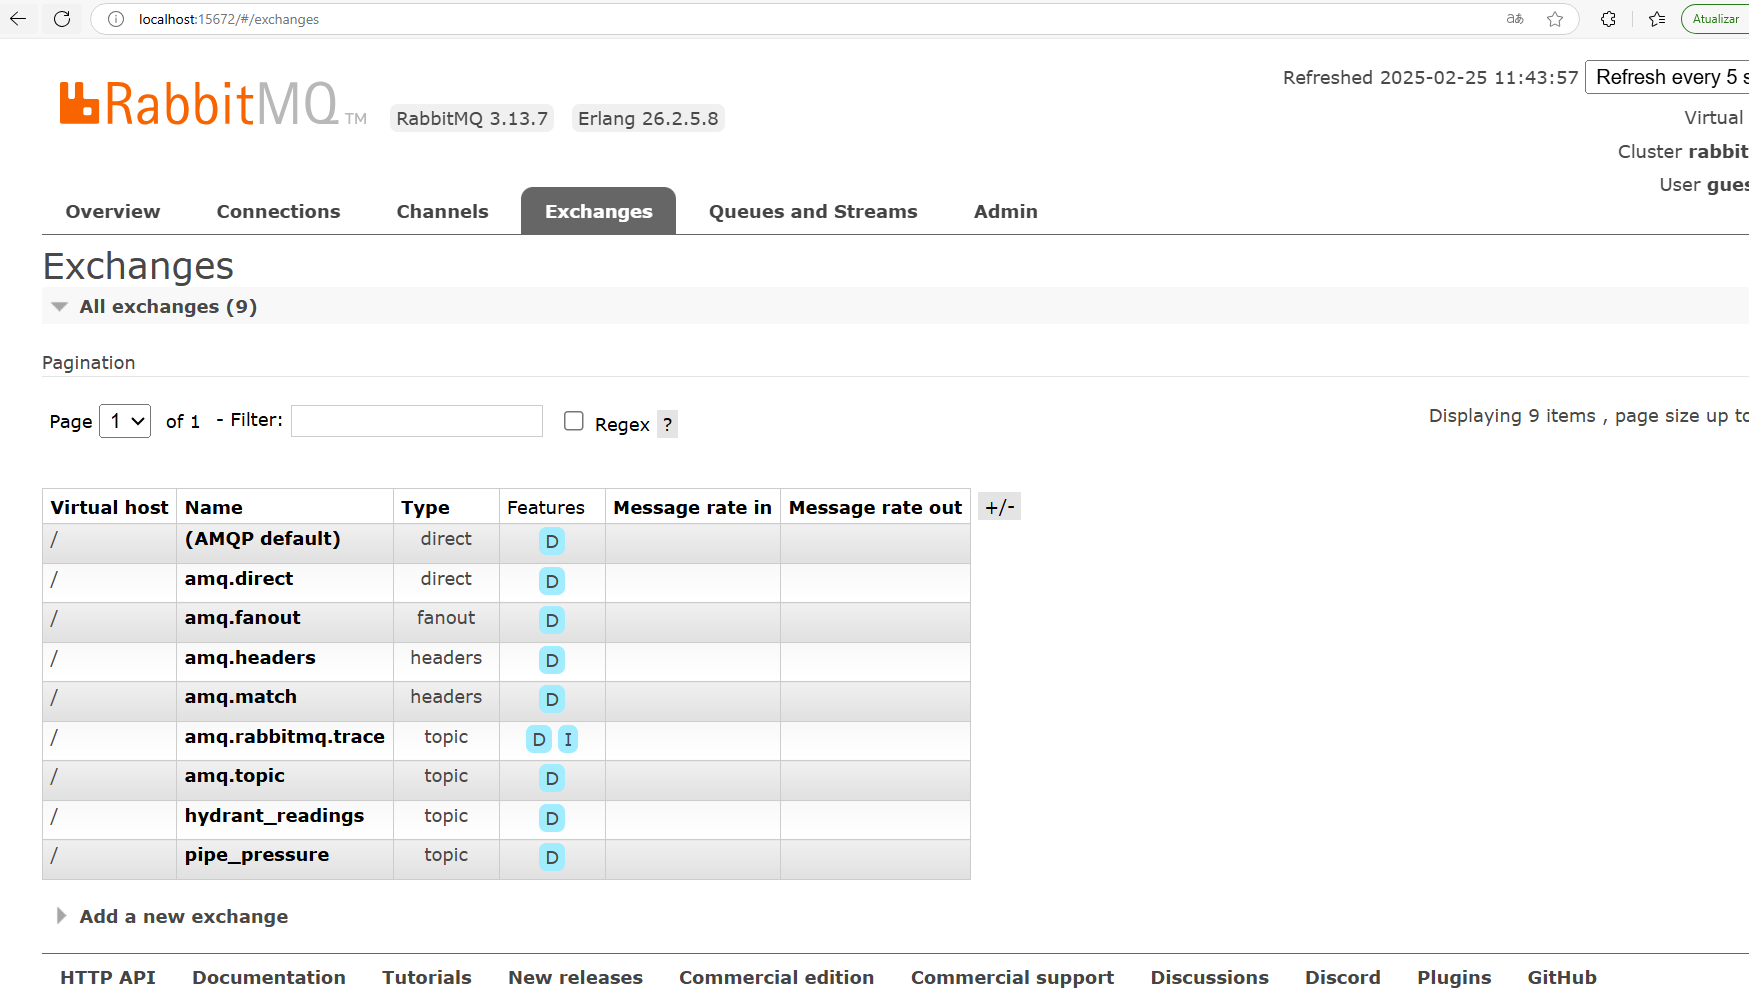 localhost:15672/#/exchanges
Atualizar
RabbitMQ TM RabbitMQ 3.13.7 Erlang 26.2.5.8
Refreshed 2025-02-25 11:43:57 Refresh every 5 s
Virtual
Cluster rabbit
User gues
Overview Connections Channels Exchanges Queues and Streams Admin
Exchanges
All exchanges (9)
Pagination
Page 1 of 1 - Filter: Regex ? Displaying 9 items , page size up to
Virtual host Name Type Features Message rate in Message rate out +/-
/ (AMQP default) direct D
/ amq.direct direct D
/ amq.fanout fanout D
/ amq.headers headers D
/ amq.match headers D
/ amq.rabbitmq.trace topic D I
/ amq.topic topic D
/ hydrant_readings topic D
/ pipe_pressure topic D
Add a new exchange
HTTP API Documentation Tutorials New releases Commercial edition Commercial support Discussions Discord Plugins GitHub